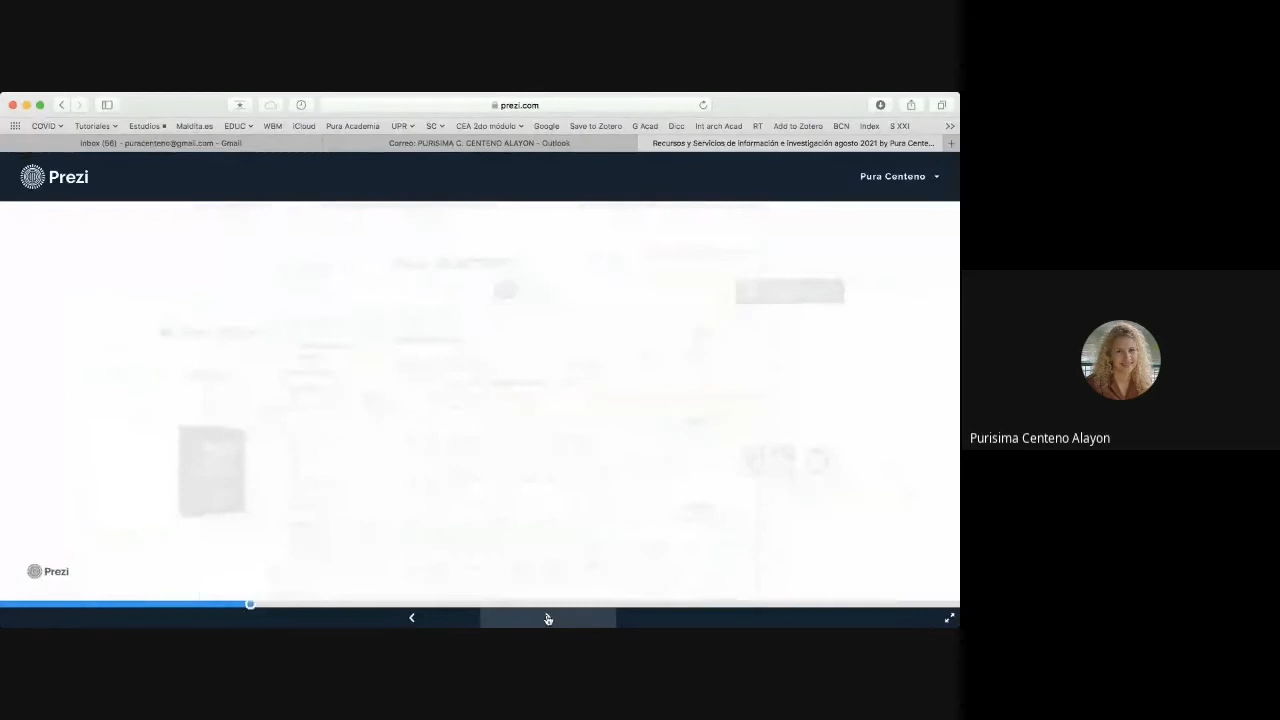 prezi.com
COVID Tutoriales Estudios Maldita.es EDUC WBM iCloud Pura Academia UPR SC CEA 2do módulo Google Save to Zotero G Acad Dicc Int arch Acad RT Add to Zotero BCN Index S XXI
Inbox (56) - puracenteno@gmail.com - Gmail
Correo: PURISIMA C. CENTENO ALAYON - Outlook
Recursos y Servicios de Información e investigación agosto 2021 by Pura Cente...
Prezi
Pura Centeno
Purisima Centeno Alayon
Prezi